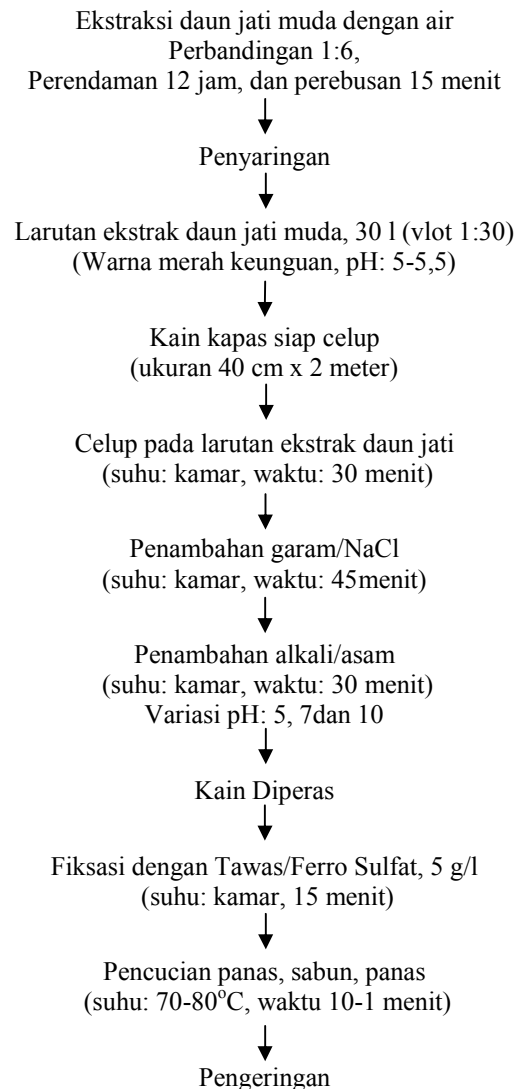 Ekstraksi daun jati muda dengan air
Perbandingan 1:6,
Perendaman 12 jam, dan perebusan 15 menit
Penyaringan
Larutan ekstrak daun jati muda, 30 l (vlot 1:30)
(Warna merah keunguan, pH: 5-5,5)
Kain kapas siap celup
(ukuran 40 cm x 2 meter)
Celup pada larutan ekstrak daun jati
(suhu: kamar, waktu: 30 menit)
Penambahan garam/NaCl
(suhu: kamar, waktu: 45menit)
Penambahan alkali/asam
(suhu: kamar, waktu: 30 menit)
Variasi pH: 5, 7dan 10
Kain Diperas
Fiksasi dengan Tawas/Ferro Sulfat, 5 g/l
(suhu: kamar, 15 menit)
Pencucian panas, sabun, panas
(suhu: 70-80°C, waktu 10-1 menit)
Pengeringan